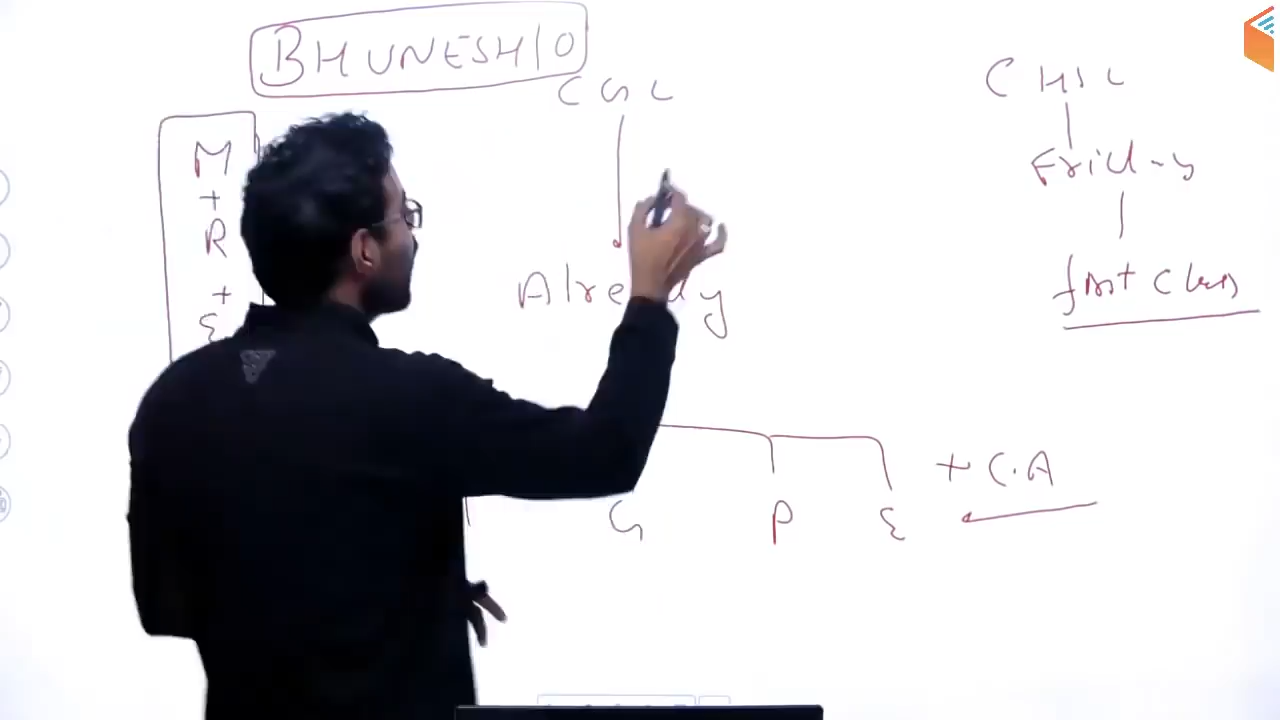 BHUNESH10
CGL
CHSL
M
+
R
+
E
Friday
Already
first class
G
P
E
+ C.A